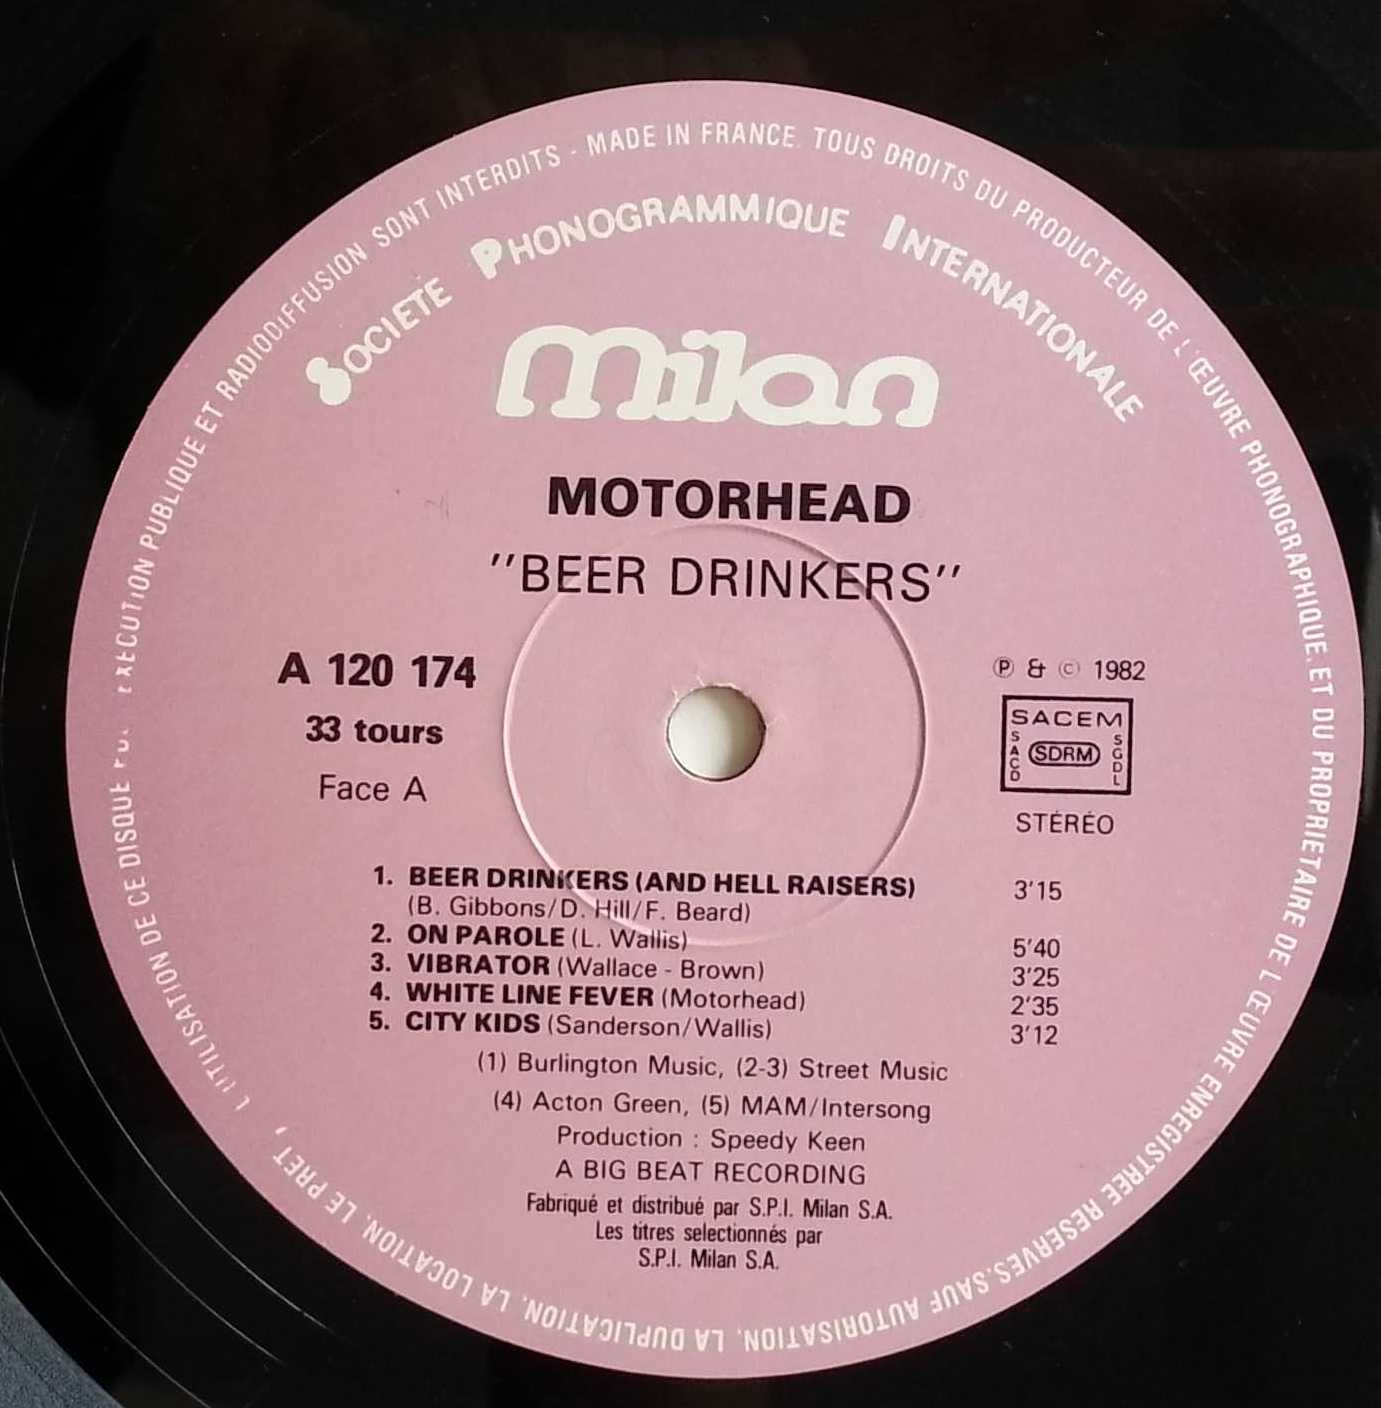 MADE IN FRANCE. TOUS DROITS DU PRODUCTEUR DE L'ŒUVRE PHONOGRAPHIQUE. ET DU PROPRIETAIRE DE L'ŒUVRE ENREGISTREE RESERVES. SAUF AUTORISATION, LA DUPLICATION, LA LOCATION, LE PRET, L'UTILISATION DE CE DISQUE EXECUTION PUBLIQUE ET RADIODIFFUSION SONT INTERDITS -
SOCIETE PHONOGRAMMIQUE INTERNATIONALE
milan
MOTORHEAD
"BEER DRINKERS"
A 120 174
33 tours
Face A
Ⓟ & © 1982
SACEM
SACD
SDRM
SGDL
STÉRÉO
1. BEER DRINKERS (AND HELL RAISERS) 3'15
(B. Gibbons/D. Hill/F. Beard)
2. ON PAROLE (L. Wallis) 5'40
3. VIBRATOR (Wallace - Brown) 3'25
4. WHITE LINE FEVER (Motorhead) 2'35
5. CITY KIDS (Sanderson/Wallis) 3'12
(1) Burlington Music, (2-3) Street Music
(4) Acton Green, (5) MAM/Intersong
Production : Speedy Keen
A BIG BEAT RECORDING
Fabriqué et distribué par S.P.I. Milan S.A.
Les titres selectionnés par
S.P.I. Milan S.A.